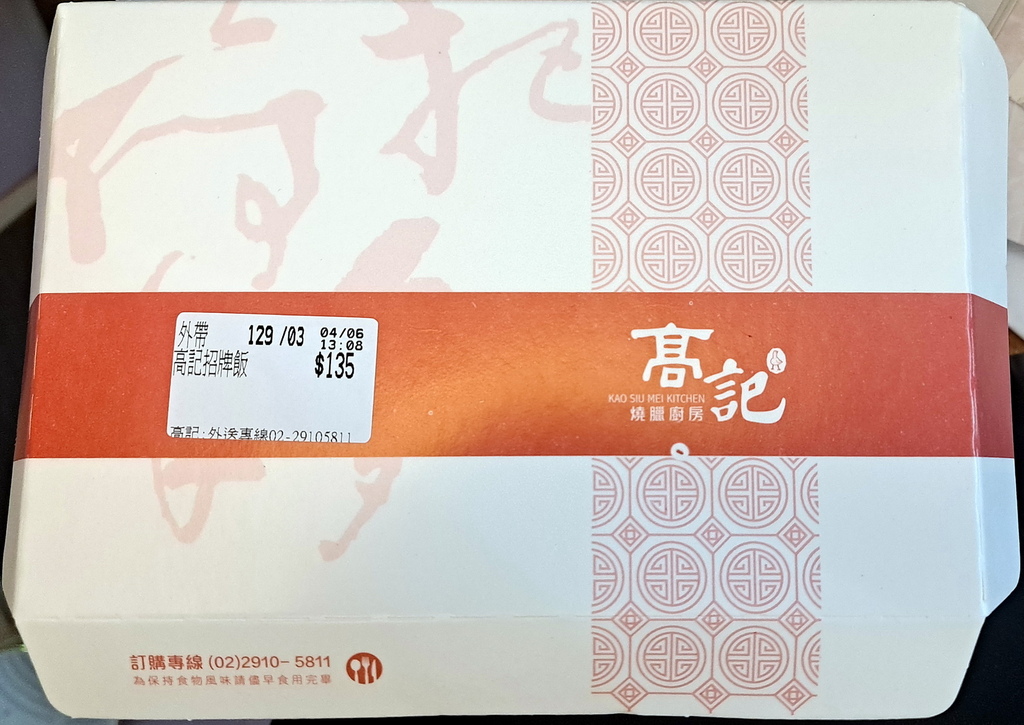 外帶 129 /03 04/06
13:08
高記招牌飯 $135
高記:外送專線02-29105811
髙記
KAO SIU MEI KITCHEN
燒臘廚房
訂購專線 (02)2910- 5811
為保持食物風味請儘早食用完畢